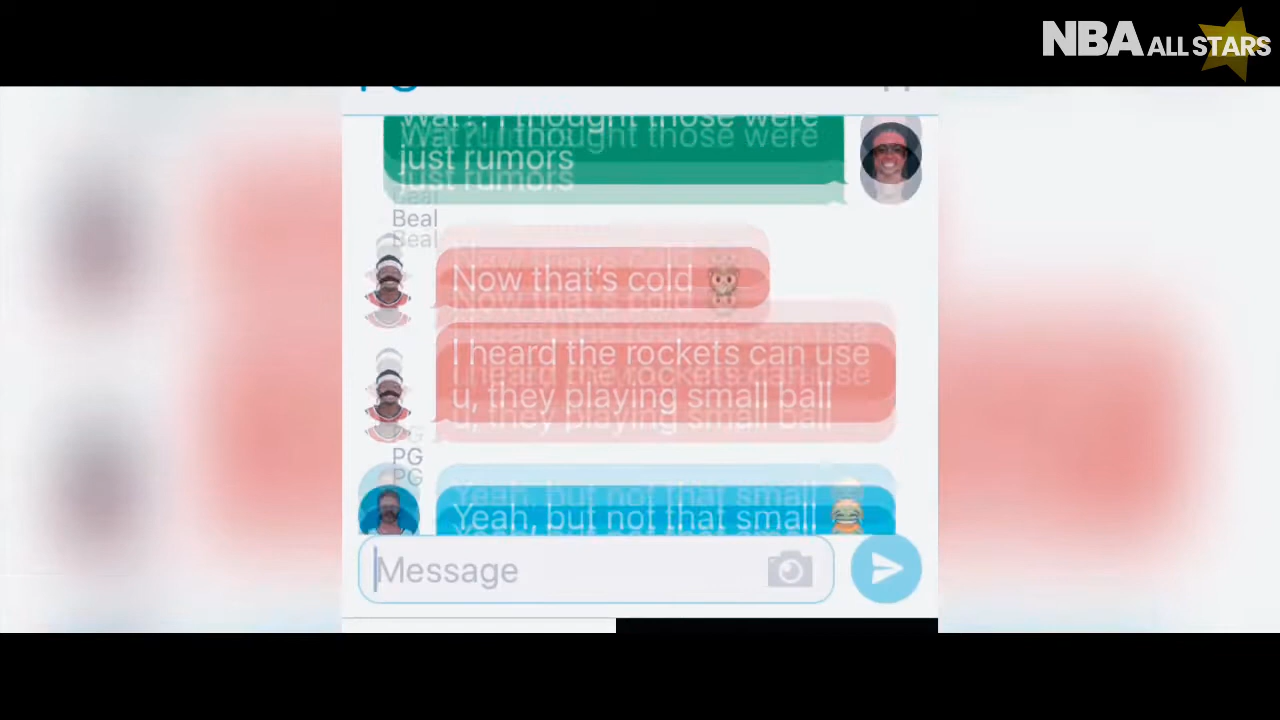 NBA ALL STARS
Wat?! I thought those were
just rumors
Beal
Now that's cold
I heard the rockets can use
u, they playing small ball
PG
Yeah, but not that small
Message